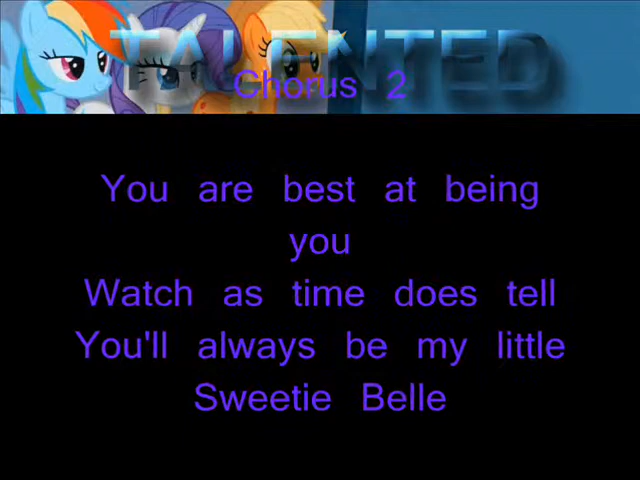 TALENTED
Chorus 2
You are best at being
you
Watch as time does tell
You'll always be my little
Sweetie Belle